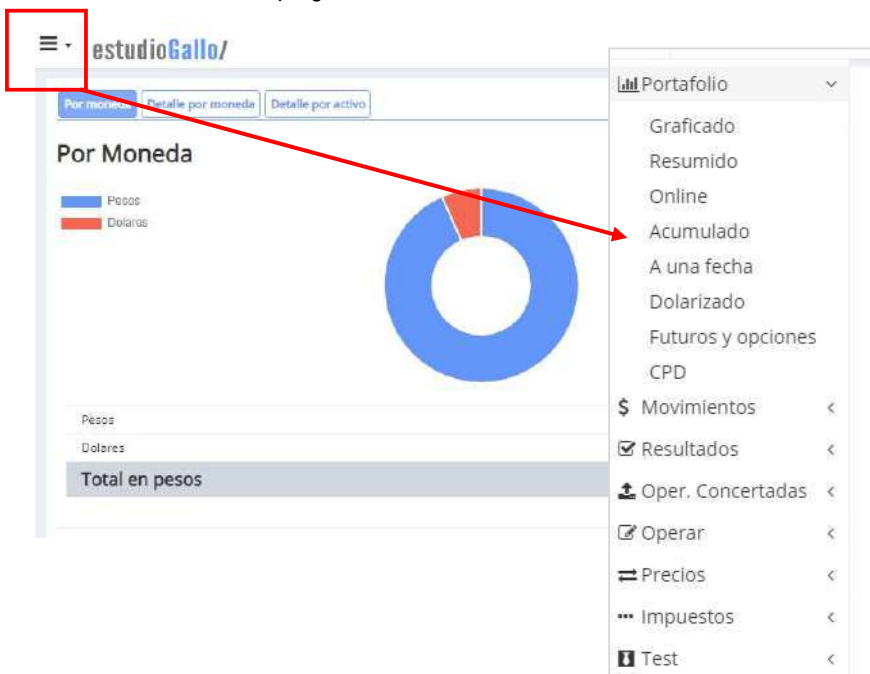 estudioGallo/
Por moneda
Detalle por moneda
Detalle por activo
Por Moneda
Pesos
Dolares
Pesos
Dolares
Total en pesos
Portafolio
Graficado
Resumido
Online
Acumulado
A una fecha
Dolarizado
Futuros y opciones
CPD
$ Movimientos
Resultados
Oper. Concertadas
Operar
Precios
Impuestos
Test